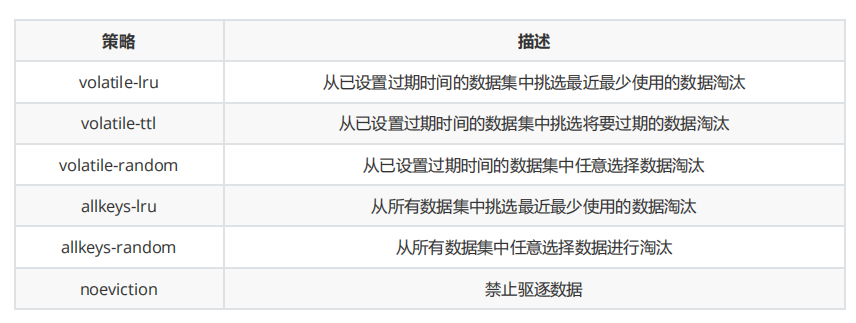 策略 描述
volatile-lru 从已设置过期时间的数据集中挑选最近最少使用的数据淘汰
volatile-ttl 从已设置过期时间的数据集中挑选将要过期的数据淘汰
volatile-random 从已设置过期时间的数据集中任意选择数据淘汰
allkeys-lru 从所有数据集中挑选最近最少使用的数据淘汰
allkeys-random 从所有数据集中任意选择数据进行淘汰
noeviction 禁止驱逐数据